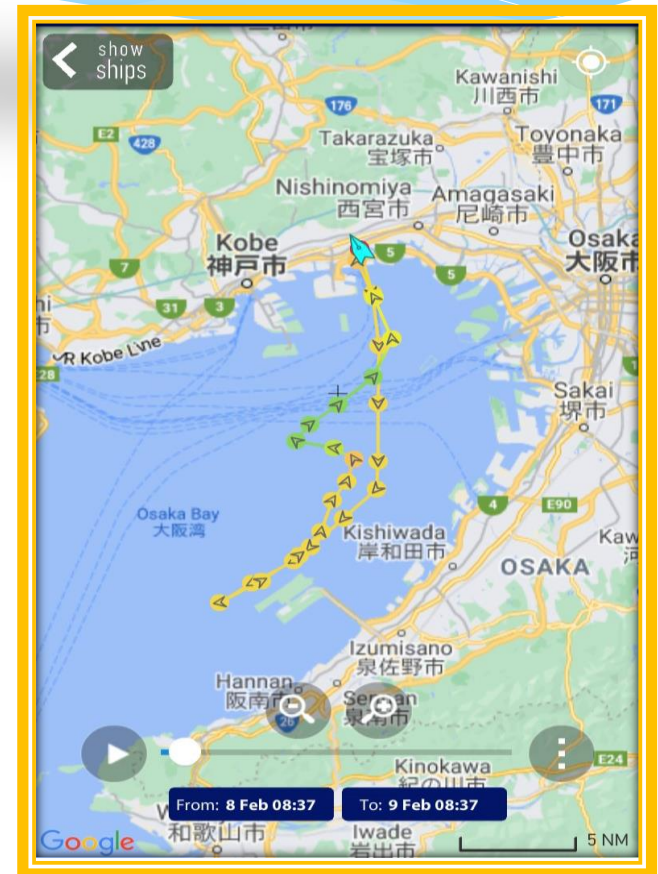 show
ships
Kawanishi
川西市
176
171
E2
428
Takarazuka
宝塚市
Toyonaka
豊中市
Nishinomiya
西宮市
Amagasaki
尼崎市
Kobe
神戸市
5
Osaka
大阪市
7
5
31
3
R Kobe Line
E28
Sakai
堺市
Osaka Bay
大阪湾
4
E90
Kishiwada
岸和田市
OSAKA
Izumisano
泉佐野市
Hannan
阪南市
26
Kinokawa
紀の川市
E24
From: 8 Feb 08:37
To: 9 Feb 08:37
和歌山市
Iwade
岩出市
Google
5 NM